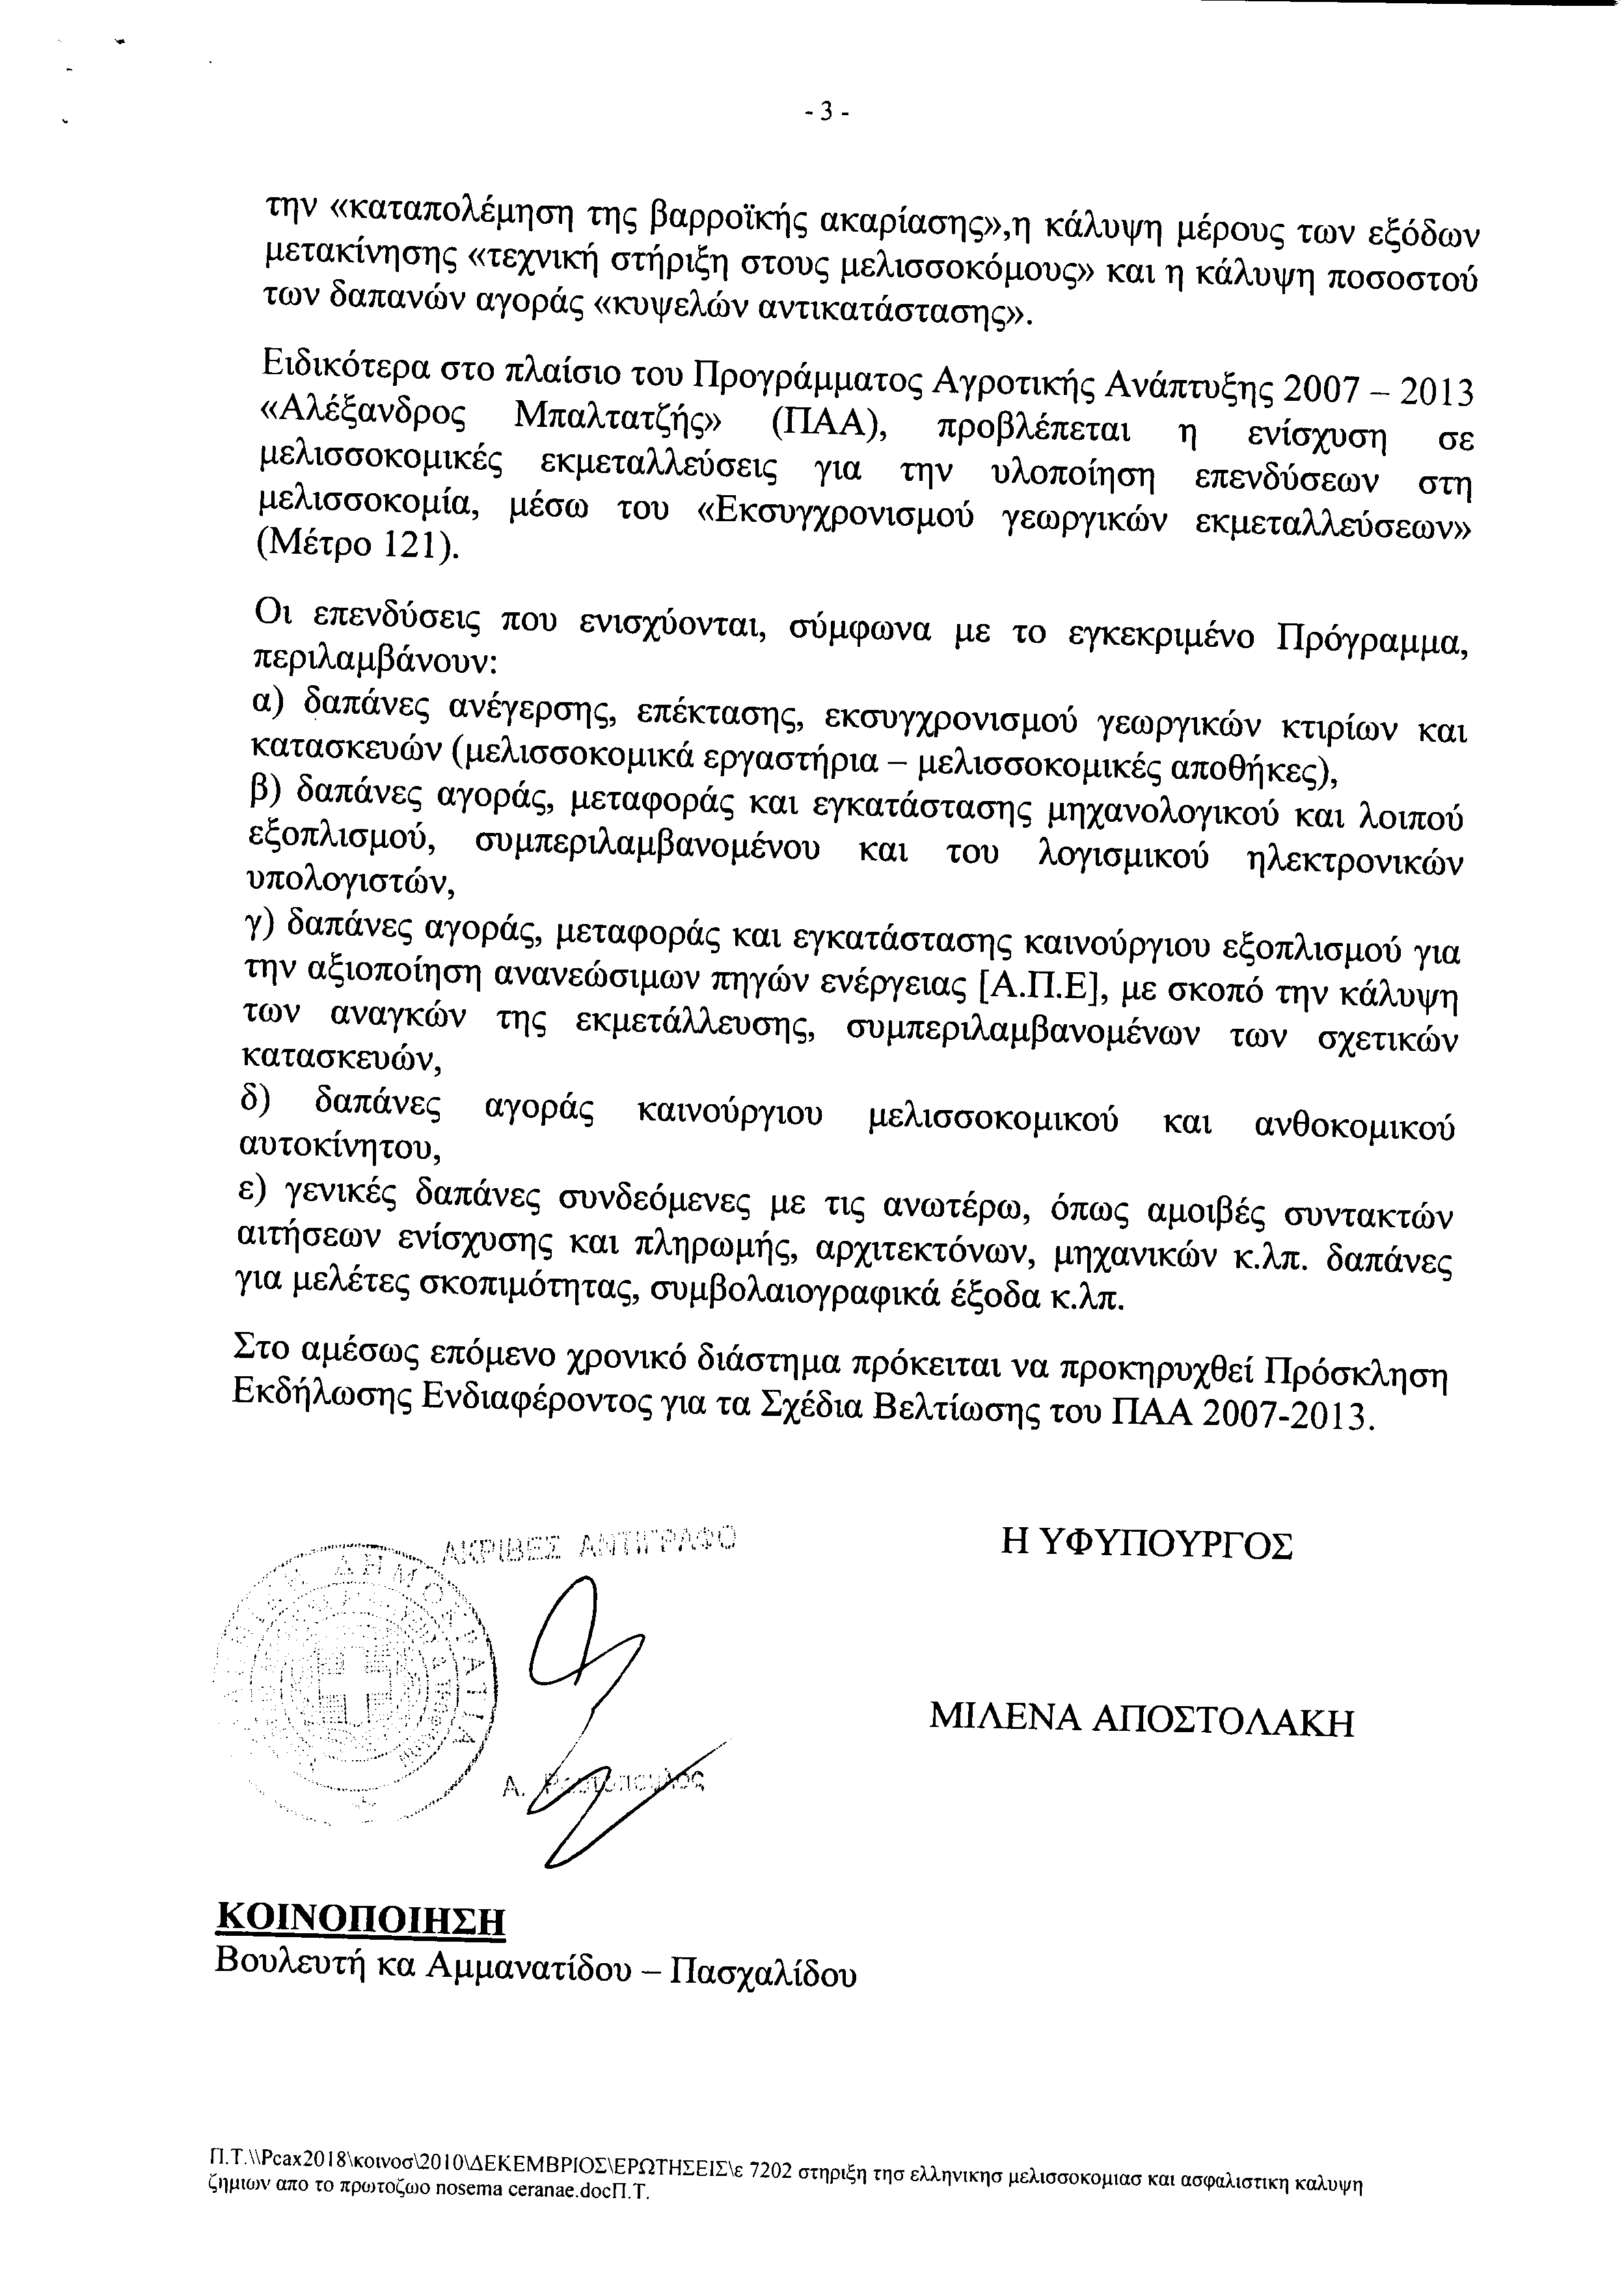 - 3 -
την «καταπολέμηση της βαρροϊκής ακαρίασης»,η κάλυψη μέρους των εξόδων
μετακίνησης «τεχνική στήριξη στους μελισσοκόμους» και η κάλυψη ποσοστού
των δαπανών αγοράς «κυψελών αντικατάστασης».
Ειδικότερα στο πλαίσιο του Προγράμματος Αγροτικής Ανάπτυξης 2007 – 2013
«Αλέξανδρος Μπαλτατζής» (ΠΑΑ), προβλέπεται η ενίσχυση σε
μελισσοκομικές εκμεταλλεύσεις για την υλοποίηση επενδύσεων στη
μελισσοκομία, μέσω του «Εκσυγχρονισμού γεωργικών εκμεταλλεύσεων»
(Μέτρο 121).
Οι επενδύσεις που ενισχύονται, σύμφωνα με το εγκεκριμένο Πρόγραμμα,
περιλαμβάνουν:
α) δαπάνες ανέγερσης, επέκτασης, εκσυγχρονισμού γεωργικών κτιρίων και
κατασκευών (μελισσοκομικά εργαστήρια – μελισσοκομικές αποθήκες),
β) δαπάνες αγοράς, μεταφοράς και εγκατάστασης μηχανολογικού και λοιπού
εξοπλισμού, συμπεριλαμβανομένου και του λογισμικού ηλεκτρονικών
υπολογιστών,
γ) δαπάνες αγοράς, μεταφοράς και εγκατάστασης καινούργιου εξοπλισμού για
την αξιοποίηση ανανεώσιμων πηγών ενέργειας [Α.Π.Ε], με σκοπό την κάλυψη
των αναγκών της εκμετάλλευσης, συμπεριλαμβανομένων των σχετικών
κατασκευών,
δ) δαπάνες αγοράς καινούργιου μελισσοκομικού και ανθοκομικού
αυτοκίνητου,
ε) γενικές δαπάνες συνδεόμενες με τις ανωτέρω, όπως αμοιβές συντακτών
αιτήσεων ενίσχυσης και πληρωμής, αρχιτεκτόνων, μηχανικών κ.λπ. δαπάνες
για μελέτες σκοπιμότητας, συμβολαιογραφικά έξοδα κ.λπ.
Στο αμέσως επόμενο χρονικό διάστημα πρόκειται να προκηρυχθεί Πρόσκληση
Εκδήλωσης Ενδιαφέροντος για τα Σχέδια Βελτίωσης του ΠΑΑ 2007-2013.
ΑΚΡΙΒΕΣ ΑΝΤΙΓΡΑΦΟ
Η ΥΦΥΠΟΥΡΓΟΣ
ΔΗΜΟΚΡΑΤΙΑ
ΜΙΛΕΝΑ ΑΠΟΣΤΟΛΑΚΗ
Α.
ΚΟΙΝΟΠΟΙΗΣΗ
Βουλευτή κα Αμμανατίδου – Πασχαλίδου
Π.Τ.\\Pcax2018\κοινοσ\2010\ΔΕΚΕΜΒΡΙΟΣ\ΕΡΩΤΗΣΕΙΣ\ε 7202 στηριξη τησ ελληνικησ μελισσοκομιασ και ασφαλιστικη καλυψη
ζημιων απο το πρωτοζωο nosema ceranae.docΠ.Τ.